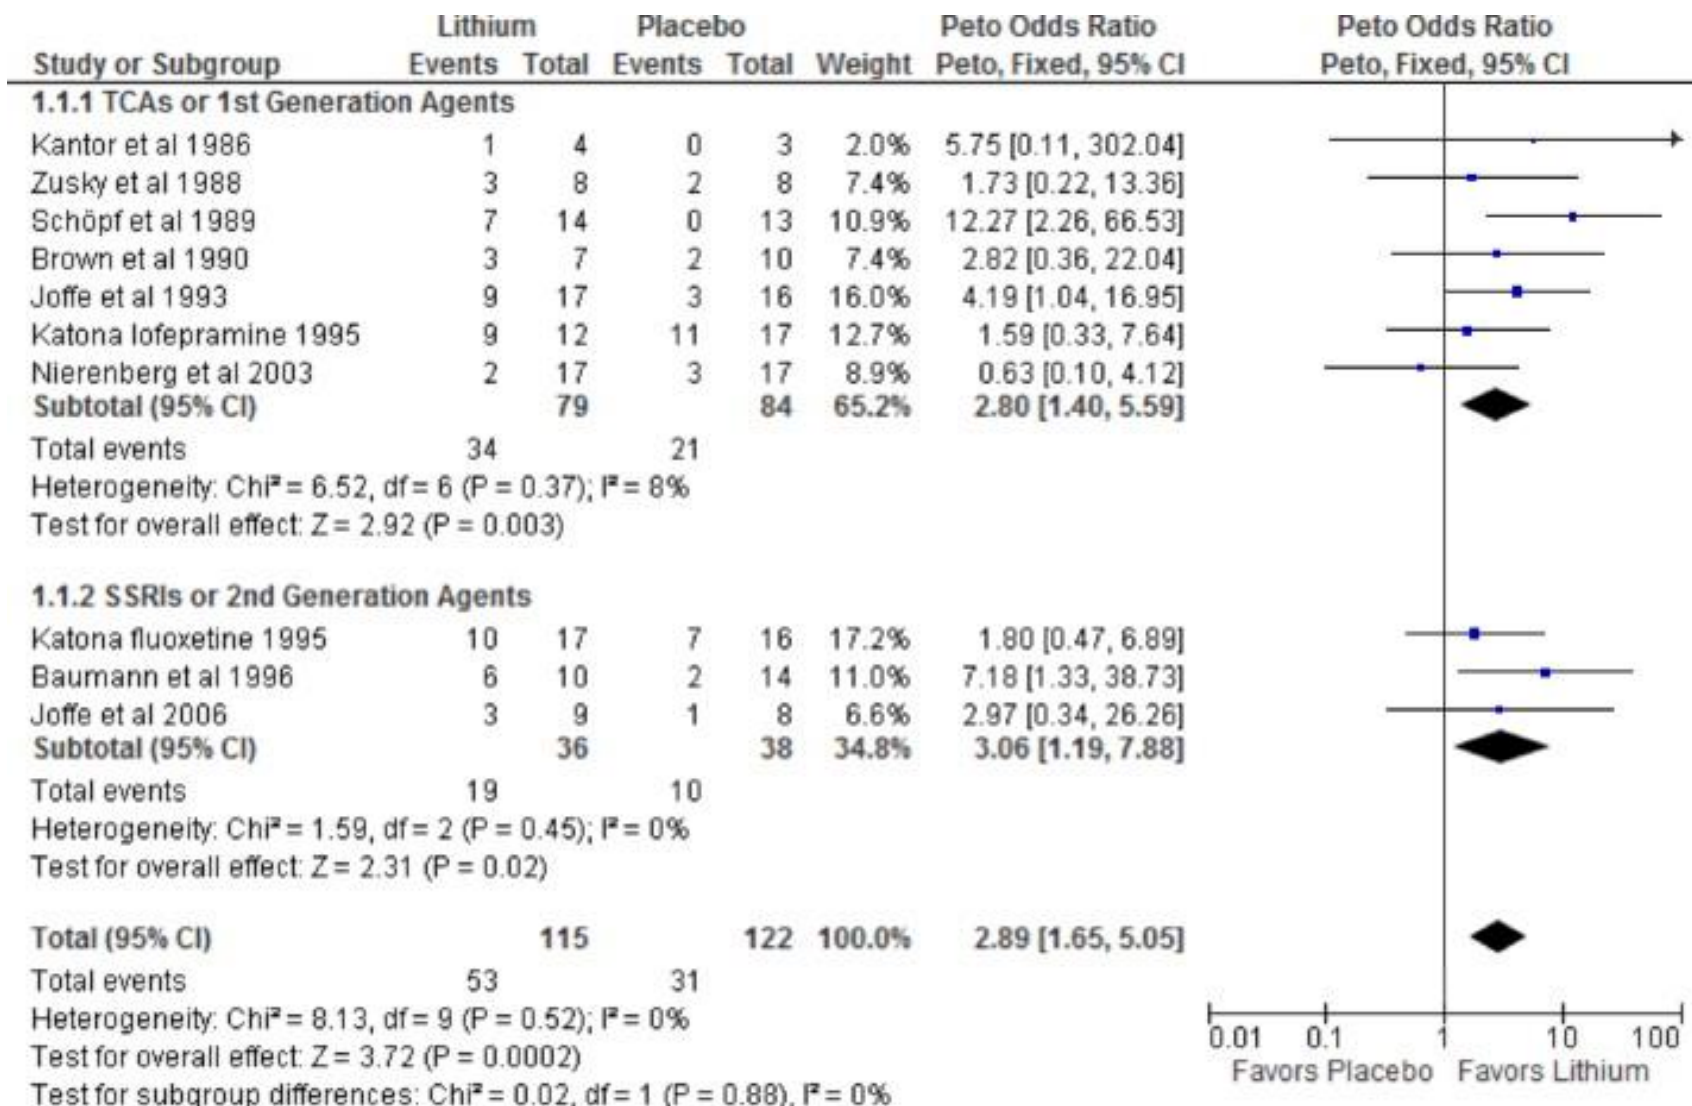 Lithium Placebo Peto Odds Ratio Peto Odds Ratio
Study or Subgroup Events Total Events Total Weight Peto, Fixed, 95% CI Peto, Fixed, 95% CI
1.1.1 TCAs or 1st Generation Agents
Kantor et al 1986 1 4 0 3 2.0% 5.75 [0.11, 302.04]
Zusky et al 1988 3 8 2 8 7.4% 1.73 [0.22, 13.36]
Schöpf et al 1989 7 14 0 13 10.9% 12.27 [2.26, 66.53]
Brown et al 1990 3 7 2 10 7.4% 2.82 [0.36, 22.04]
Joffe et al 1993 9 17 3 16 16.0% 4.19 [1.04, 16.95]
Katona lofepramine 1995 9 12 11 17 12.7% 1.59 [0.33, 7.64]
Nierenberg et al 2003 2 17 3 17 8.9% 0.63 [0.10, 4.12]
Subtotal (95% CI) 79 84 65.2% 2.80 [1.40, 5.59]
Total events 34 21
Heterogeneity: Chi² = 6.52, df = 6 (P = 0.37); I² = 8%
Test for overall effect: Z = 2.92 (P = 0.003)
1.1.2 SSRIs or 2nd Generation Agents
Katona fluoxetine 1995 10 17 7 16 17.2% 1.80 [0.47, 6.89]
Baumann et al 1996 6 10 2 14 11.0% 7.18 [1.33, 38.73]
Joffe et al 2006 3 9 1 8 6.6% 2.97 [0.34, 26.26]
Subtotal (95% CI) 36 38 34.8% 3.06 [1.19, 7.88]
Total events 19 10
Heterogeneity: Chi² = 1.59, df = 2 (P = 0.45); I² = 0%
Test for overall effect: Z = 2.31 (P = 0.02)
Total (95% CI) 115 122 100.0% 2.89 [1.65, 5.05]
Total events 53 31
Heterogeneity: Chi² = 8.13, df = 9 (P = 0.52); I² = 0%
Test for overall effect: Z = 3.72 (P = 0.0002)
Test for subgroup differences: Chi² = 0.02, df = 1 (P = 0.88), I² = 0%
0.01 0.1 1 10 100
Favors Placebo Favors Lithium